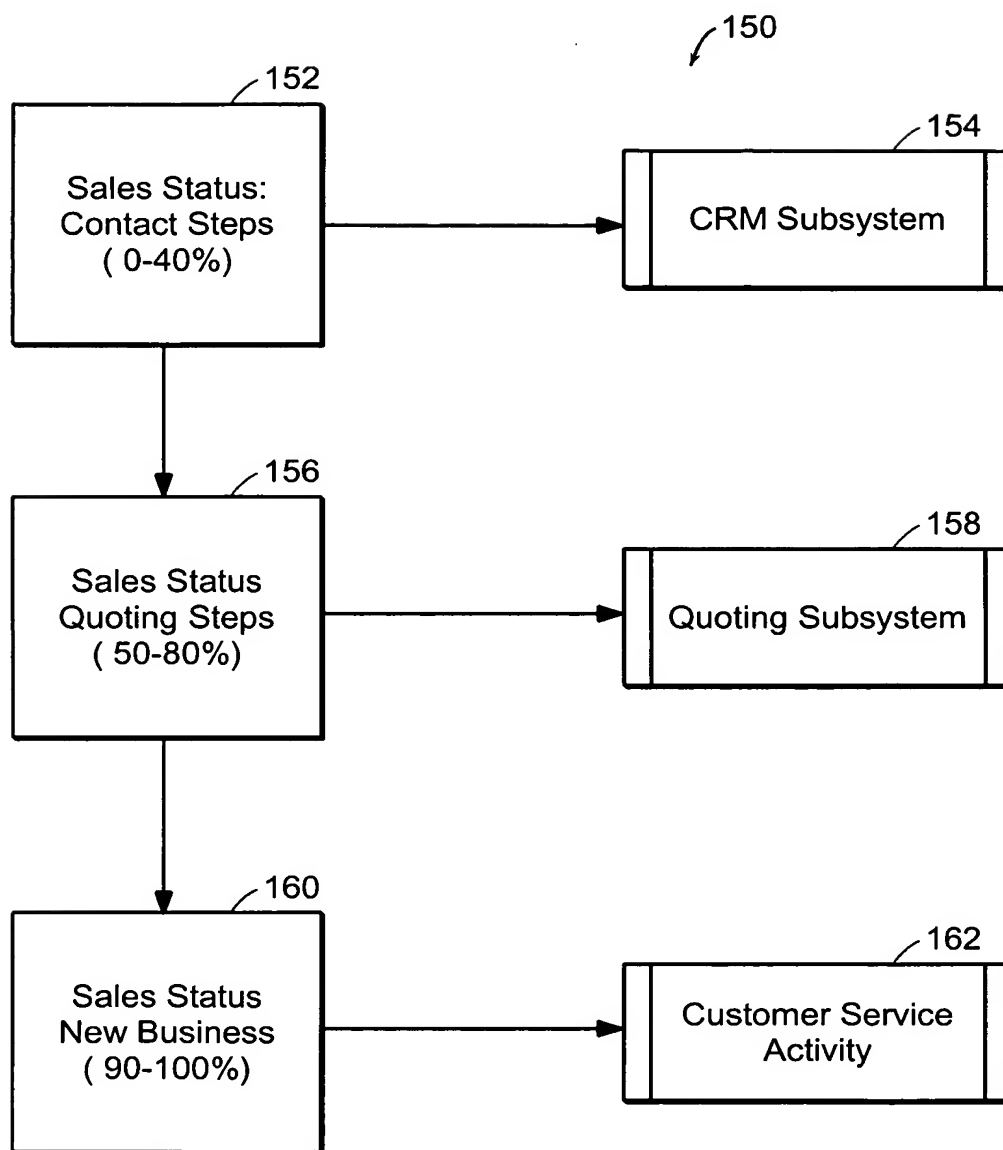 150
152
Sales Status:
Contact Steps
( 0-40%)
154
CRM Subsystem
156
Sales Status
Quoting Steps
( 50-80%)
158
Quoting Subsystem
160
Sales Status
New Business
( 90-100%)
162
Customer Service
Activity